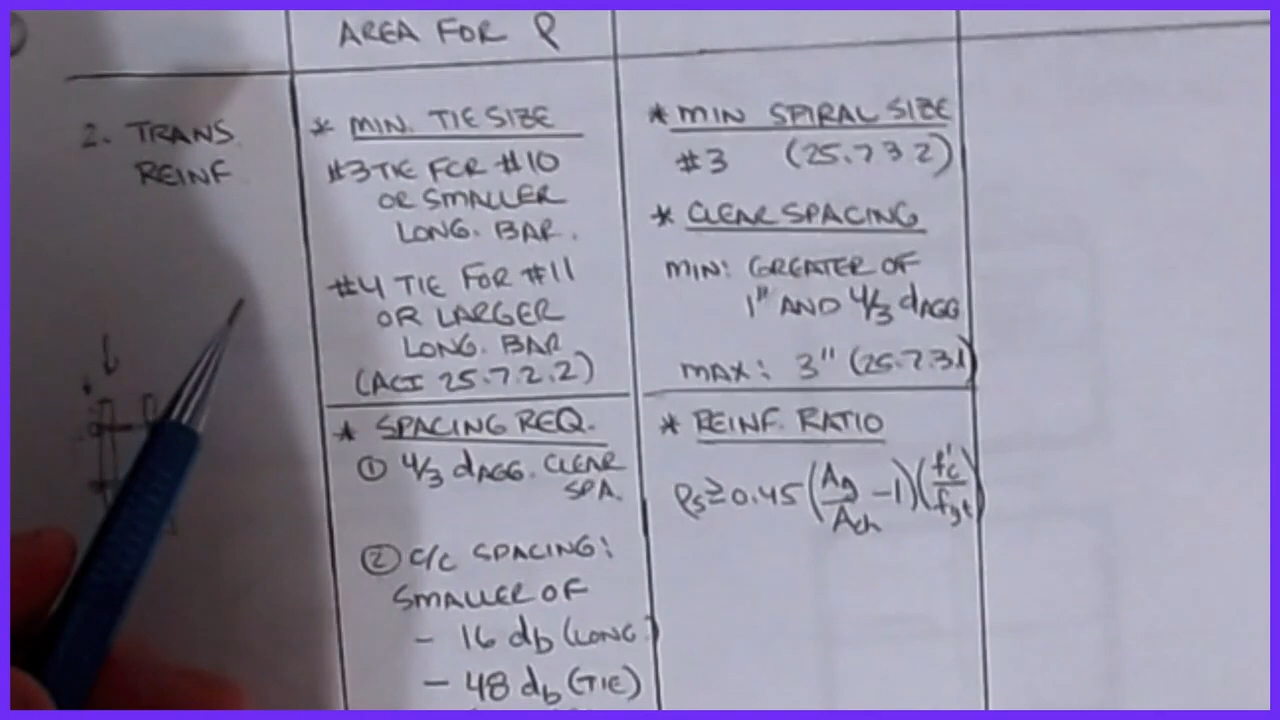 AREA FOR ρ
2. TRANS.
REINF
* MIN. TIE SIZE
#3 TIE FOR #10
OR SMALLER
LONG. BAR.
#4 TIE FOR #11
OR LARGER
LONG. BAR
(ACI 25.7.2.2)
* SPACING REQ.
① 4/3 dAGG. CLEAR
SPA.
② C/C SPACING:
SMALLER OF
- 16 db (LONG.)
- 48 db (TIE)
* MIN SPIRAL SIZE
#3 (25.7.3.2)
* CLEAR SPACING
MIN: GREATER OF
1" AND 4/3 dAGG
MAX: 3" (25.7.3.1)
* REINF. RATIO
ρs ≥ 0.45 (Ag/Ach - 1)(f'c/fyt)